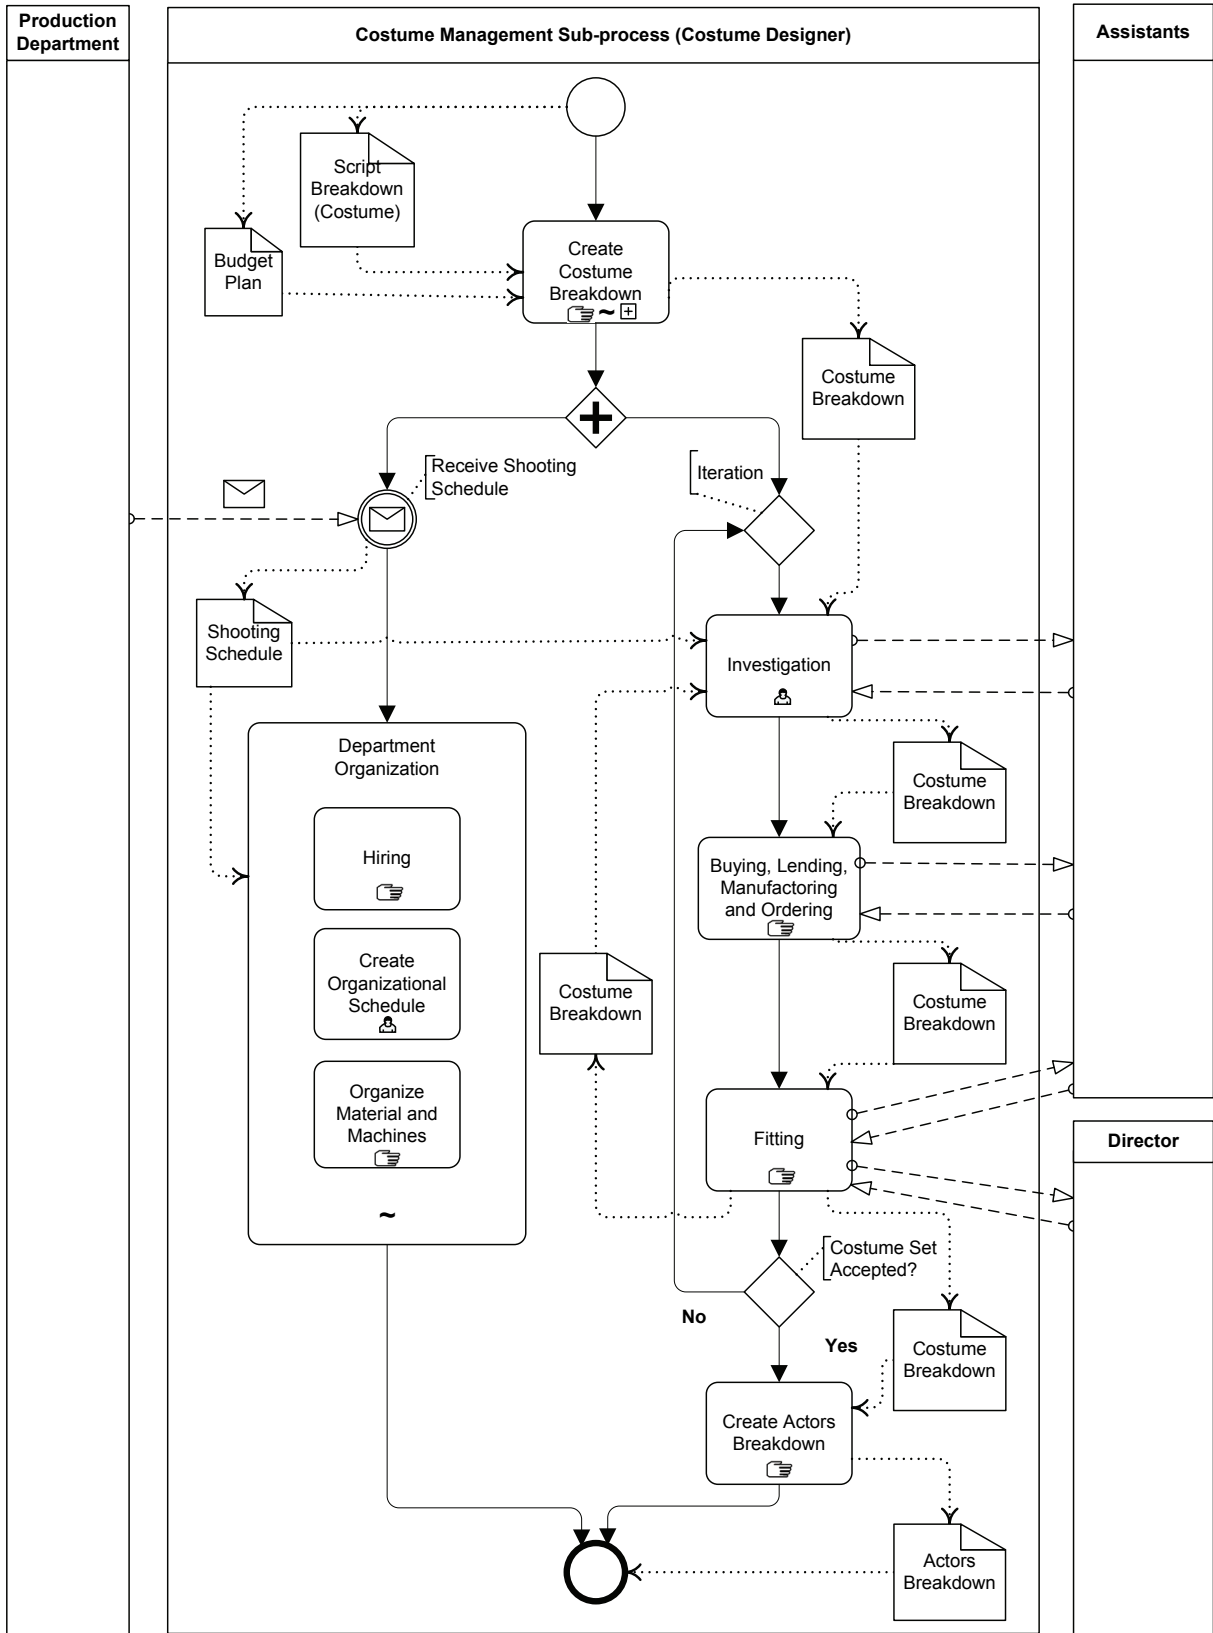 Production
Department
Costume Management Sub-process (Costume Designer)
Assistants
Script
Breakdown
(Costume)
Budget
Plan
Create
Costume
Breakdown
Costume
Breakdown
Receive Shooting
Schedule
Iteration
Shooting
Schedule
Investigation
Department
Organization
Costume
Breakdown
Hiring
Buying, Lending,
Manufactoring
and Ordering
Create
Organizational
Schedule
Costume
Breakdown
Costume
Breakdown
Organize
Material and
Machines
Fitting
Director
Costume Set
Accepted?
No
Yes
Costume
Breakdown
Create Actors
Breakdown
Actors
Breakdown